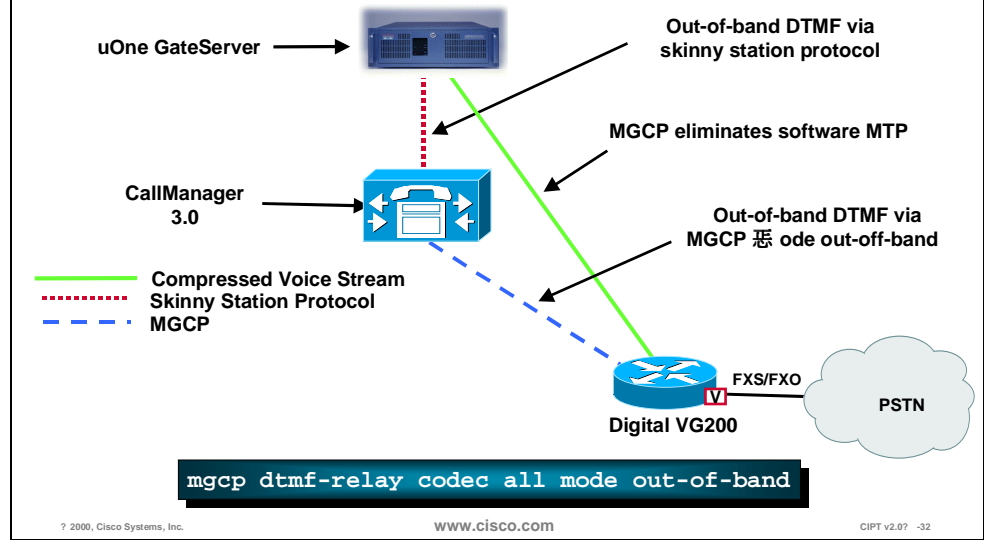 uOne GateServer
Out-of-band DTMF via
skinny station protocol
MGCP eliminates software MTP
CallManager
3.0
Out-of-band DTMF via
MGCP 恶 ode out-off-band
Compressed Voice Stream
Skinny Station Protocol
MGCP
FXS/FXO
V
PSTN
Digital VG200
mgcp dtmf-relay codec all mode out-of-band
? 2000, Cisco Systems, Inc.
www.cisco.com
CIPT v2.0? -32